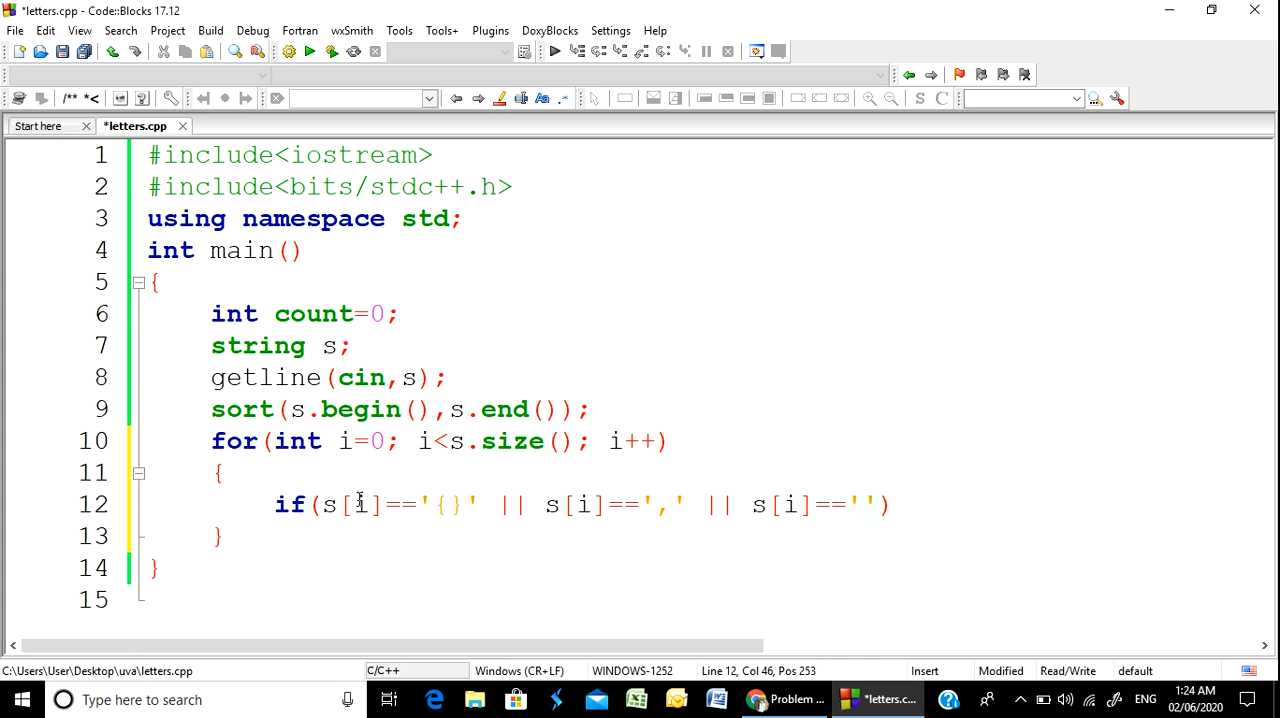 *letters.cpp - Code::Blocks 17.12
File Edit View Search Project Build Debug Fortran wxSmith Tools Tools+ Plugins DoxyBlocks Settings Help
/** *<
S C
Start here *letters.cpp
1 #include<iostream>
2 #include<bits/stdc++.h>
3 using namespace std;
4 int main()
5 {
6 int count=0;
7 string s;
8 getline(cin,s);
9 sort(s.begin(),s.end());
10 for(int i=0; i<s.size(); i++)
11 {
12 if(s[i]=='{}' || s[i]==',' || s[i]=='')
13 }
14 }
15
C:\Users\User\Desktop\uva\letters.cpp C/C++ Windows (CR+LF) WINDOWS-1252 Line 12, Col 46, Pos 253 Insert Modified Read/Write default
Type here to search Problem ... *letters.c... ENG 1:24 AM
02/06/2020